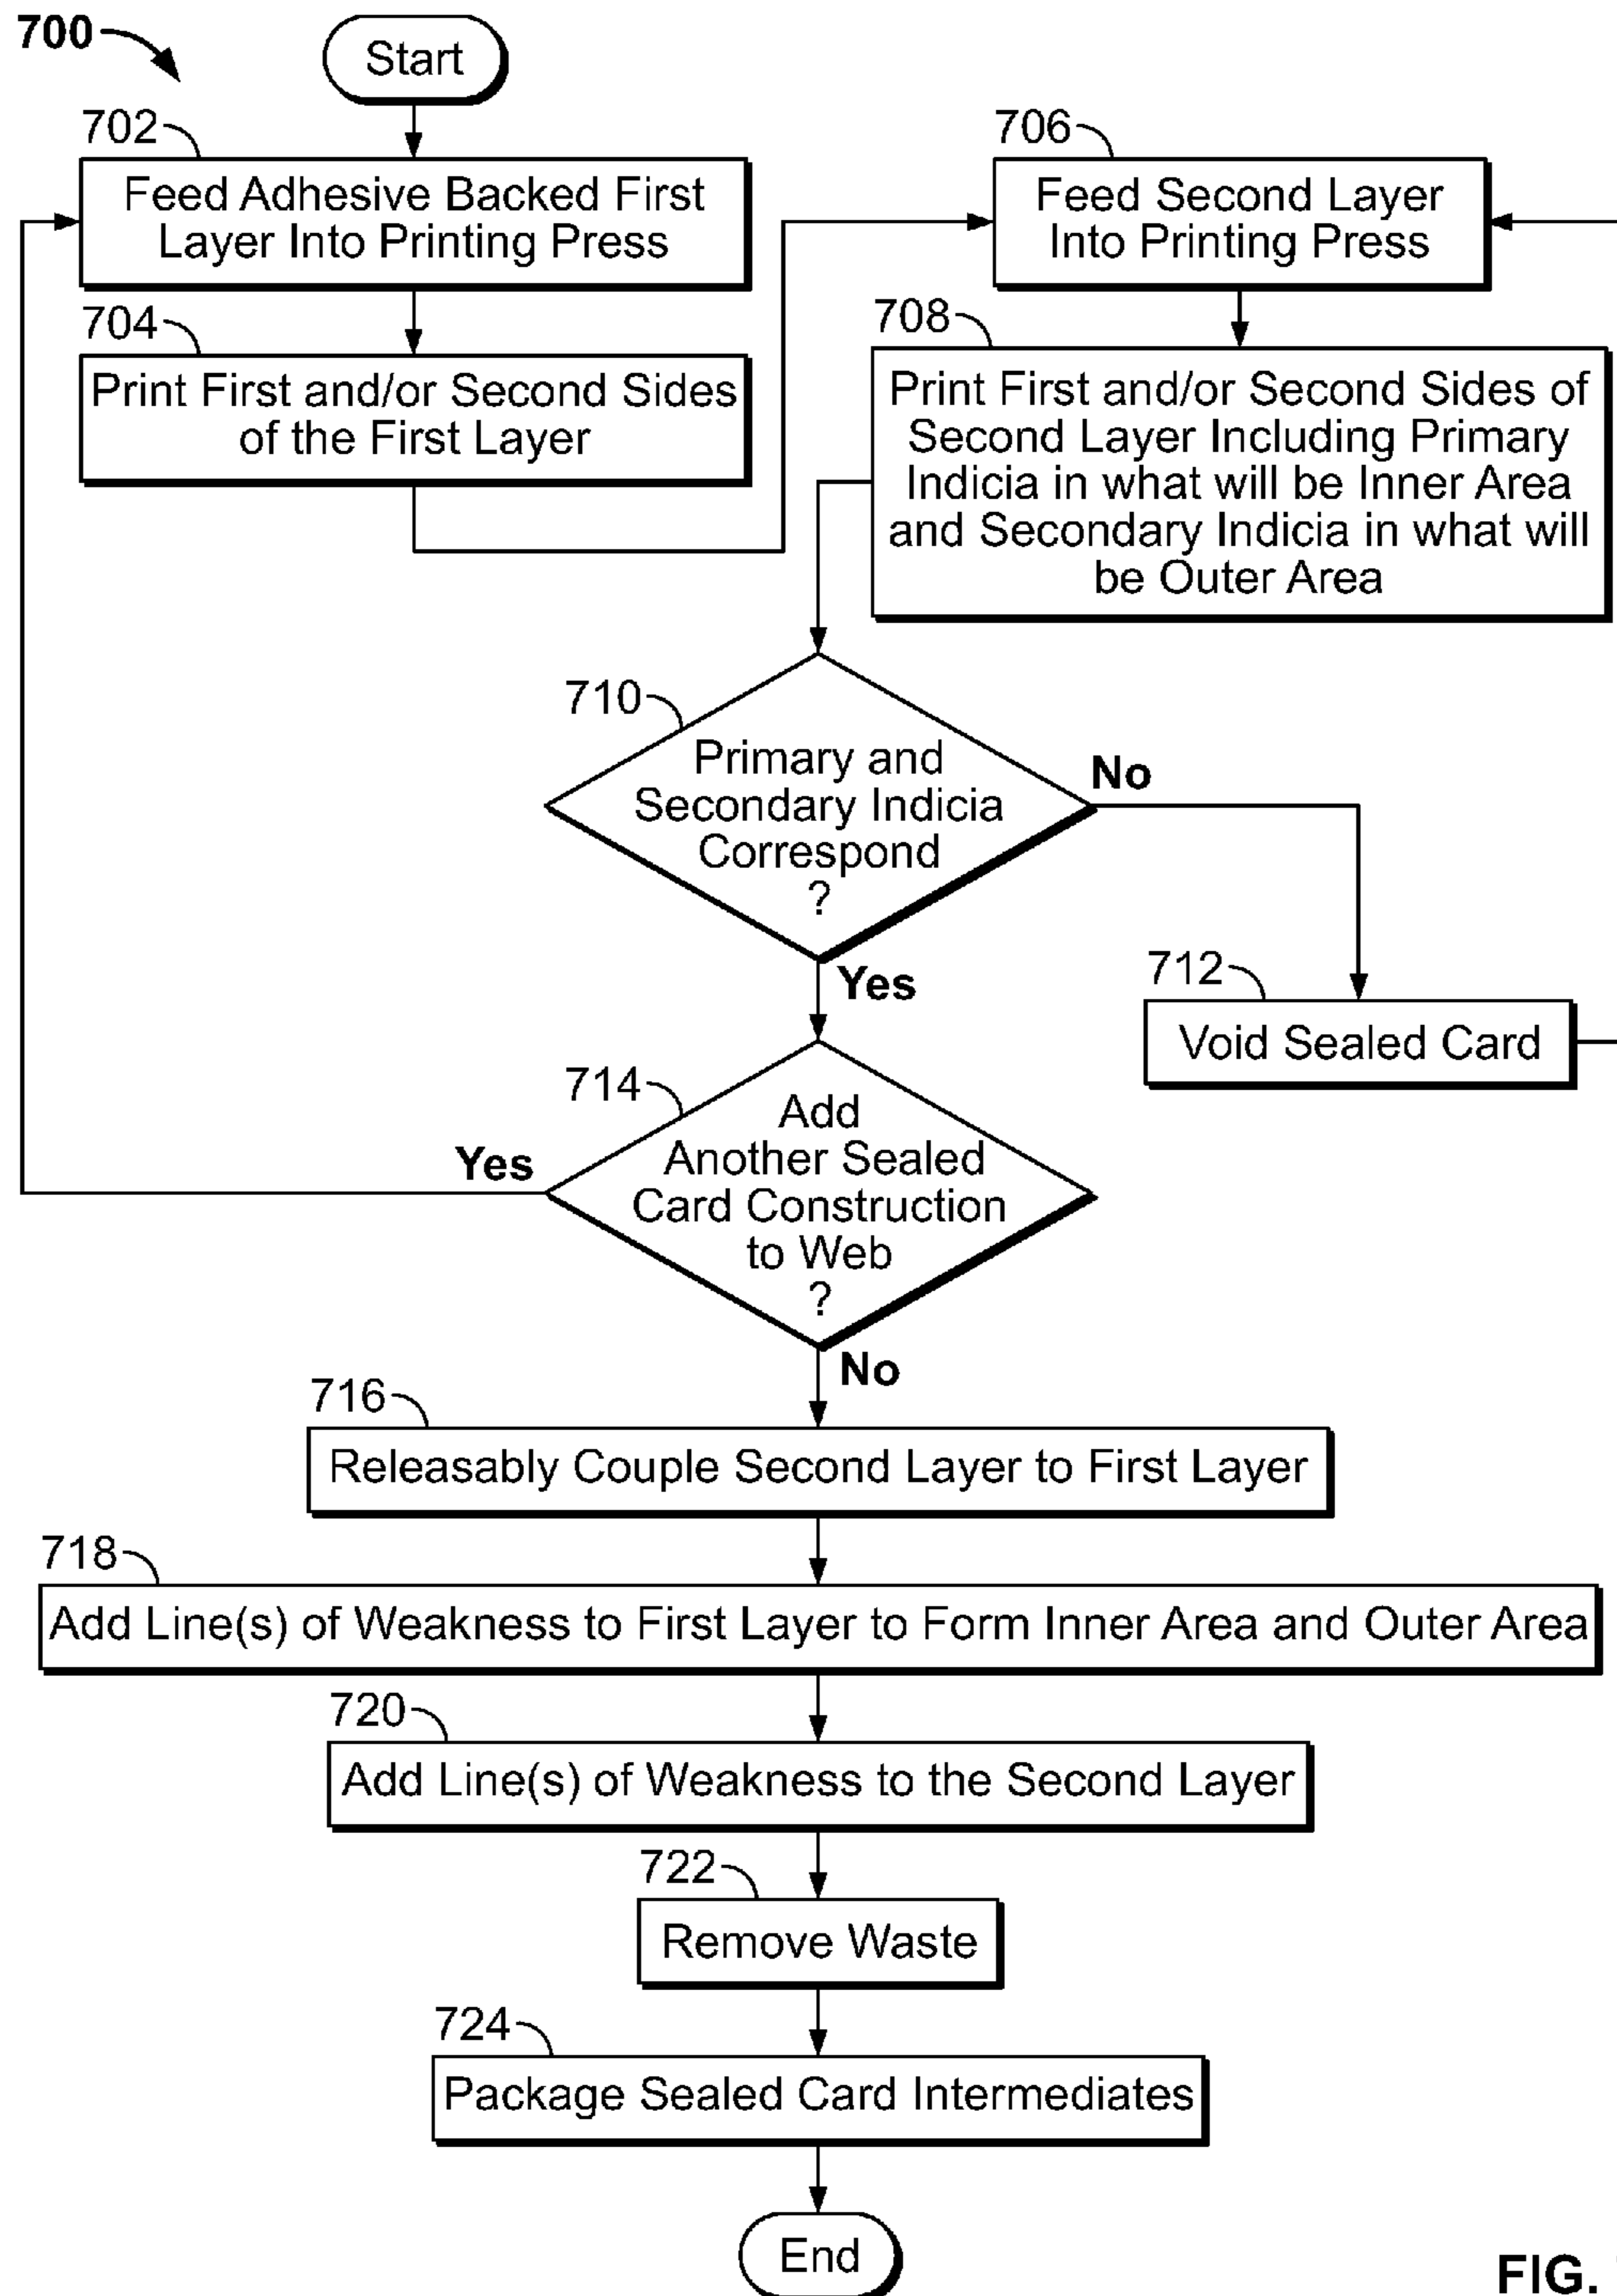 700
Start
702
Feed Adhesive Backed First
Layer Into Printing Press
704
Print First and/or Second Sides
of the First Layer
706
Feed Second Layer
Into Printing Press
708
Print First and/or Second Sides of
Second Layer Including Primary
Indicia in what will be Inner Area
and Secondary Indicia in what will
be Outer Area
710
Primary and
Secondary Indicia
Correspond
?
No
Yes
712
Void Sealed Card
714
Add
Another Sealed
Card Construction
to Web
?
Yes
No
716
Releasably Couple Second Layer to First Layer
718
Add Line(s) of Weakness to First Layer to Form Inner Area and Outer Area
720
Add Line(s) of Weakness to the Second Layer
722
Remove Waste
724
Package Sealed Card Intermediates
End
FIG.